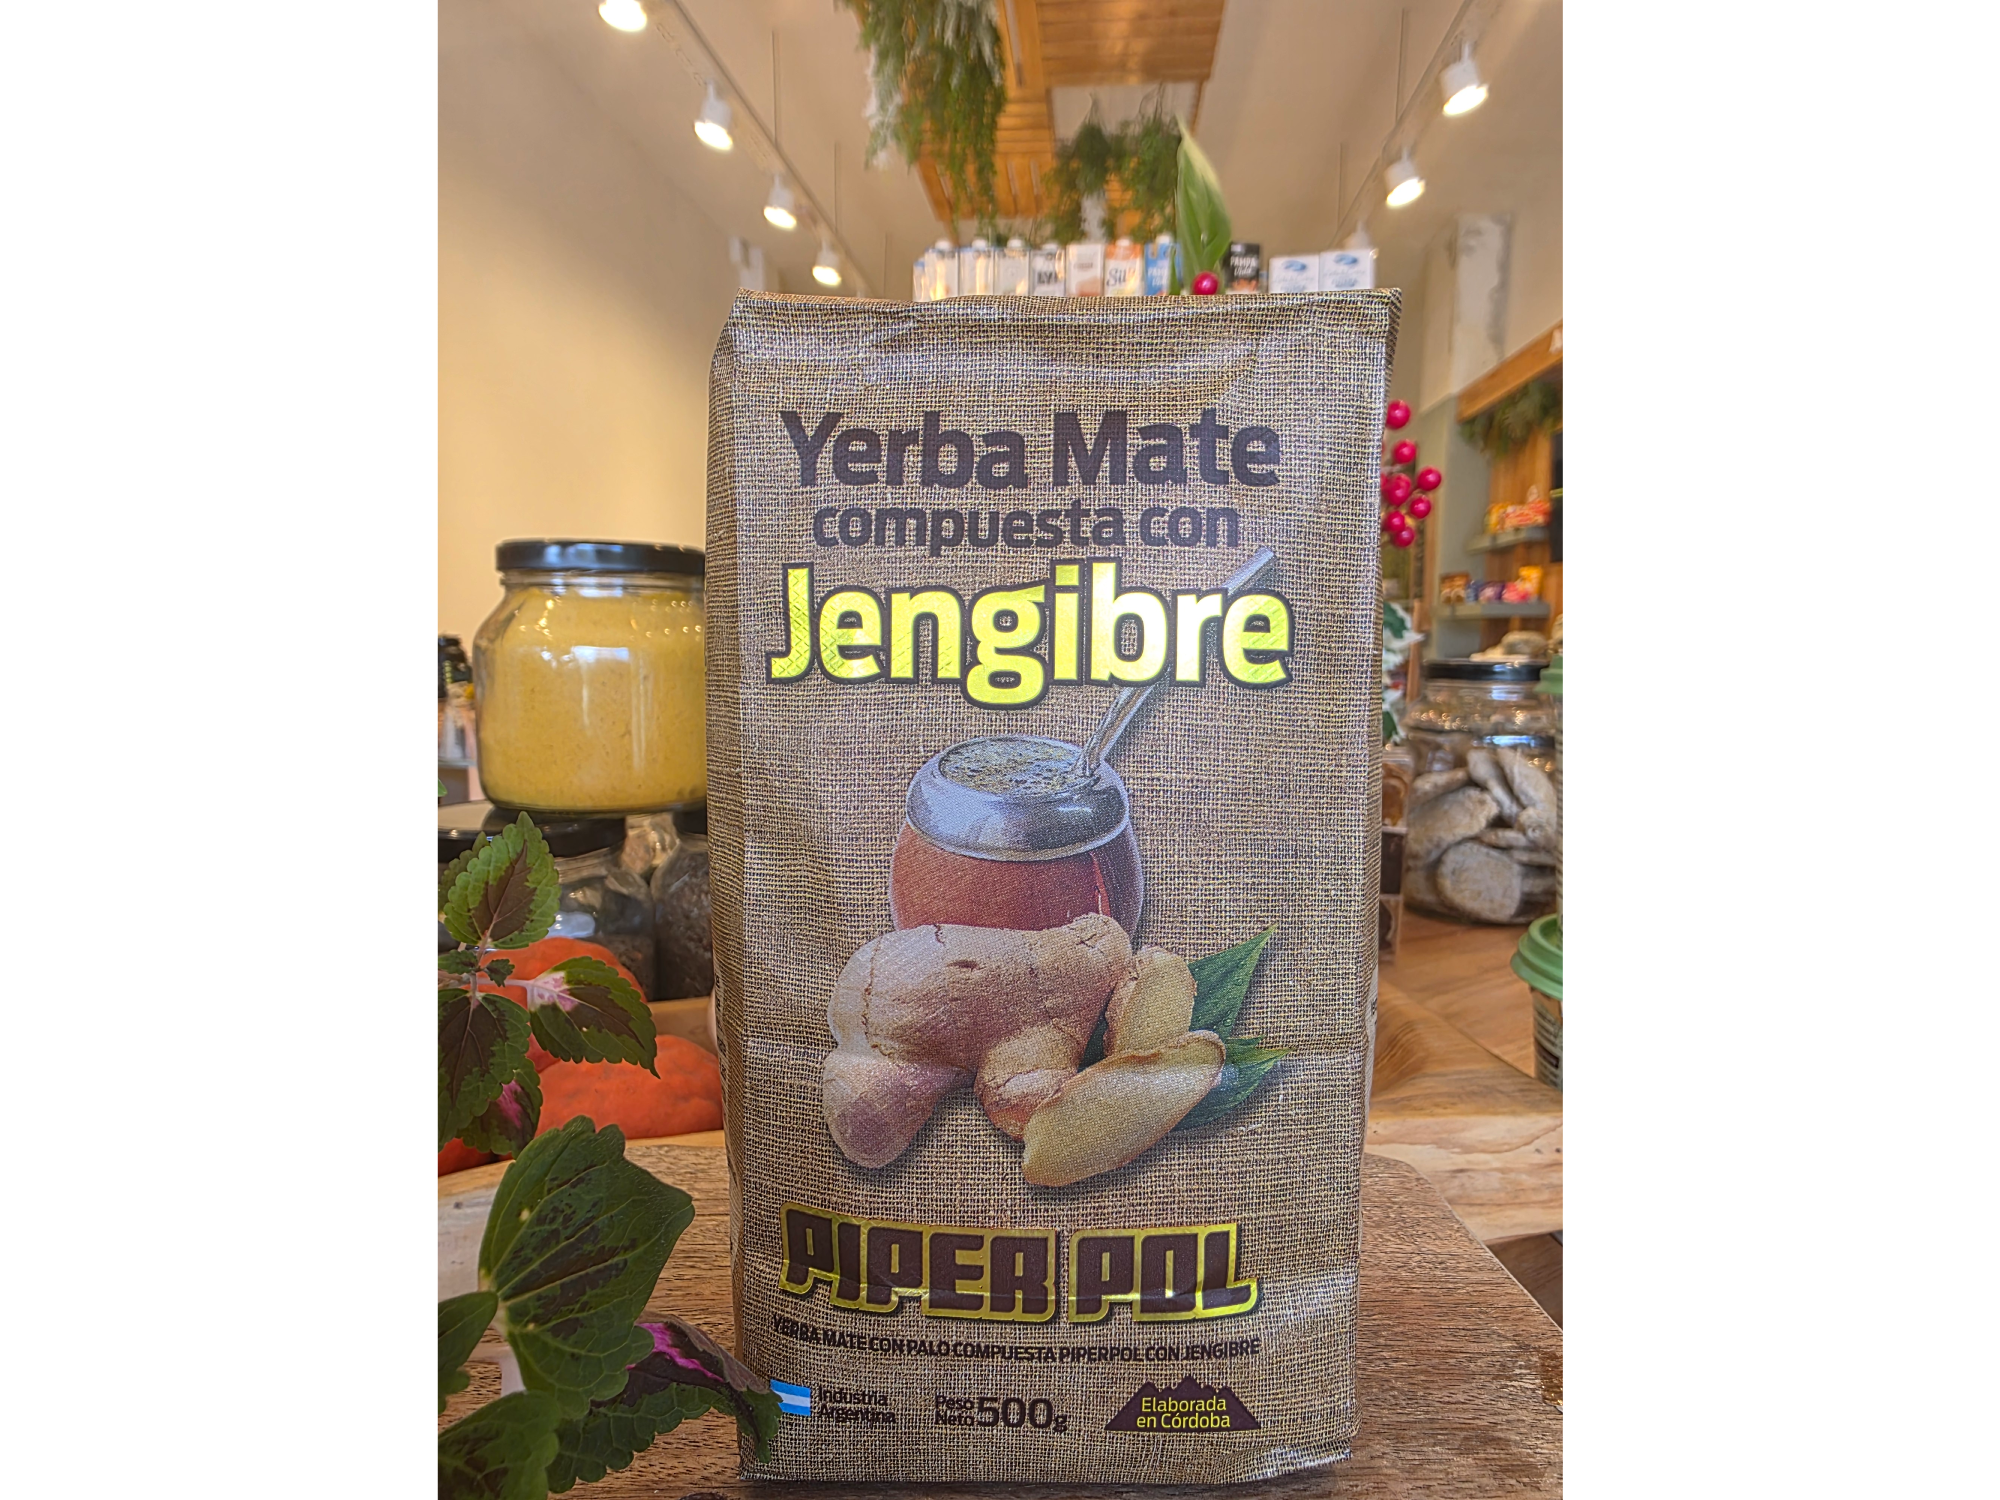 Yerba Mate
compuesta con
Jengibre
PIPER POL
YERBA MATE CON PALO COMPUESTA PIPERPOL CON JENGIBRE
Industria
Argentina
Peso
Neto 500g
Elaborada
en Córdoba
Silk